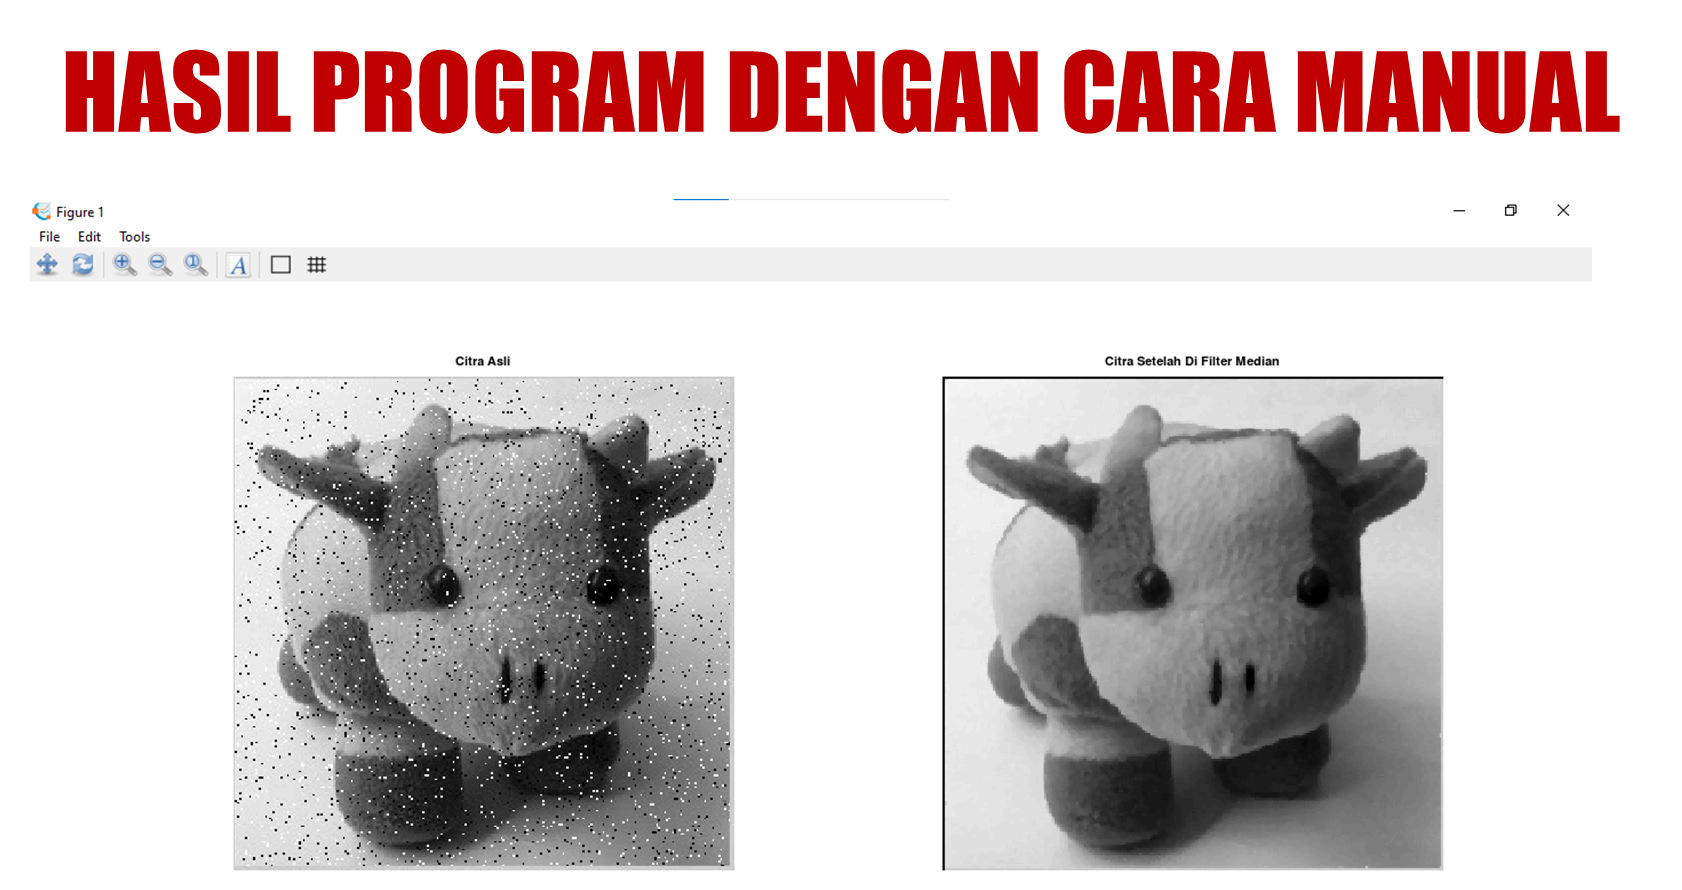 HASIL PROGRAM DENGAN CARA MANUAL
Figure 1
File Edit Tools
A
Citra Asli
Citra Setelah Di Filter Median